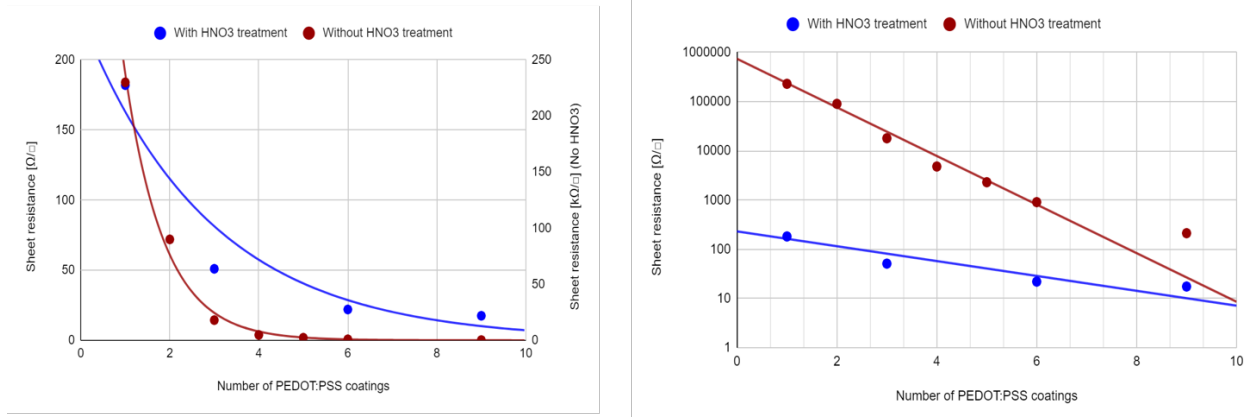 With HNO3 treatment Without HNO3 treatment
200
150
100
50
0
250
200
150
100
50
0
0 2 4 6 8 10
Sheet resistance [Ω/□]
Sheet resistance [kΩ/□] (No HNO3)
Number of PEDOT:PSS coatings
With HNO3 treatment Without HNO3 treatment
1000000
100000
10000
1000
100
10
1
0 2 4 6 8 10
Sheet resistance [Ω/□]
Number of PEDOT:PSS coatings